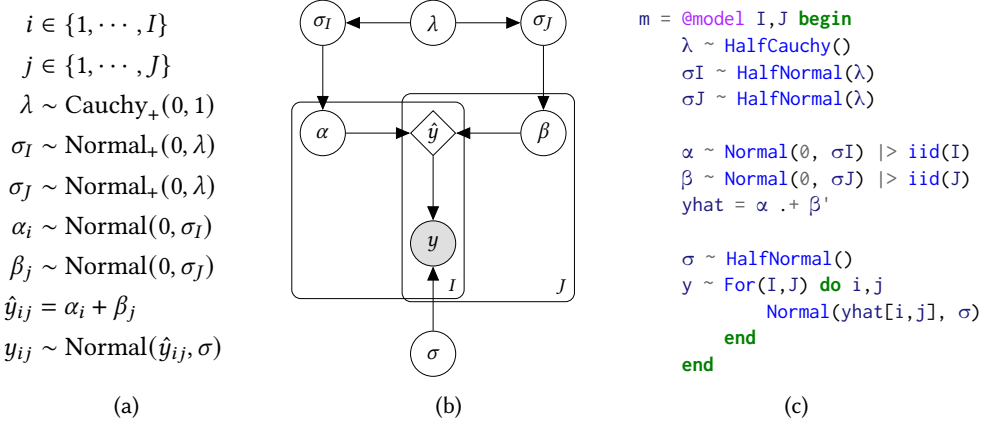 i ∈ {1, ··· , I}
j ∈ {1, ··· , J}
λ ∼ Cauchy₊(0, 1)
σ_I ∼ Normal₊(0, λ)
σ_J ∼ Normal₊(0, λ)
α_i ∼ Normal(0, σ_I)
β_j ∼ Normal(0, σ_J)
ŷ_ij = α_i + β_j
y_ij ∼ Normal(ŷ_ij, σ)
(a)
σ_I λ σ_J
α ŷ β
y
I J
σ
(b)
m = @model I,J begin
λ ~ HalfCauchy()
σI ~ HalfNormal(λ)
σJ ~ HalfNormal(λ)
α ~ Normal(0, σI) |> iid(I)
β ~ Normal(0, σJ) |> iid(J)
yhat = α .+ β'
σ ~ HalfNormal()
y ~ For(I,J) do i,j
Normal(yhat[i,j], σ)
end
end
(c)